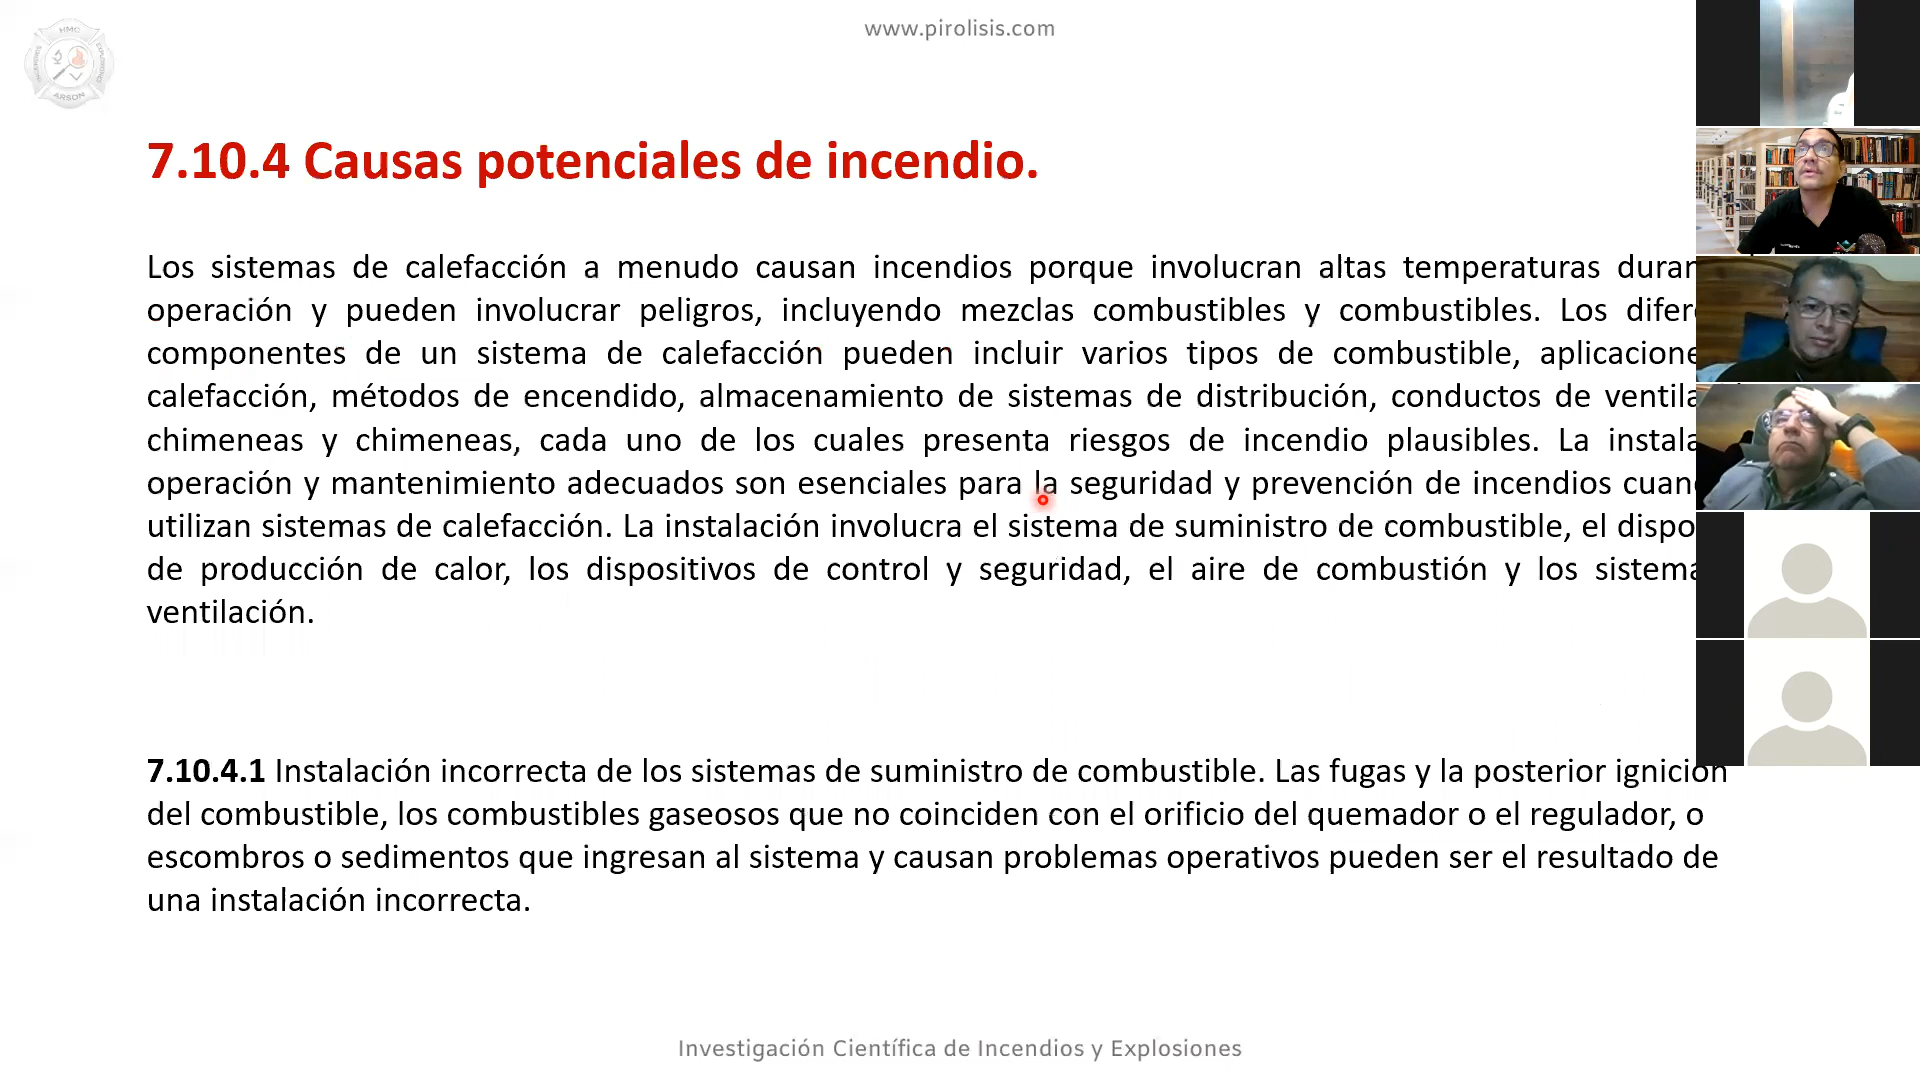 www.pirolisis.com
HMC
ARSON
7.10.4 Causas potenciales de incendio.
Los sistemas de calefacción a menudo causan incendios porque involucran altas temperaturas
operación y pueden involucrar peligros, incluyendo mezclas combustibles y combustibles. Los
componentes de un sistema de calefacción pueden incluir varios tipos de combustible,
calefacción, métodos de encendido, almacenamiento de sistemas de distribución, conductos de
chimeneas y chimeneas, cada uno de los cuales presenta riesgos de incendio plausibles. La
operación y mantenimiento adecuados son esenciales para la seguridad y prevención de incendios
utilizan sistemas de calefacción. La instalación involucra el sistema de suministro de combustible, el
de producción de calor, los dispositivos de control y seguridad, el aire de combustión y los
ventilación.
7.10.4.1 Instalación incorrecta de los sistemas de suministro de combustible. Las fugas y la posterior ignición
del combustible, los combustibles gaseosos que no coinciden con el orificio del quemador o el regulador, o
escombros o sedimentos que ingresan al sistema y causan problemas operativos pueden ser el resultado de
una instalación incorrecta.
Investigación Científica de Incendios y Explosiones